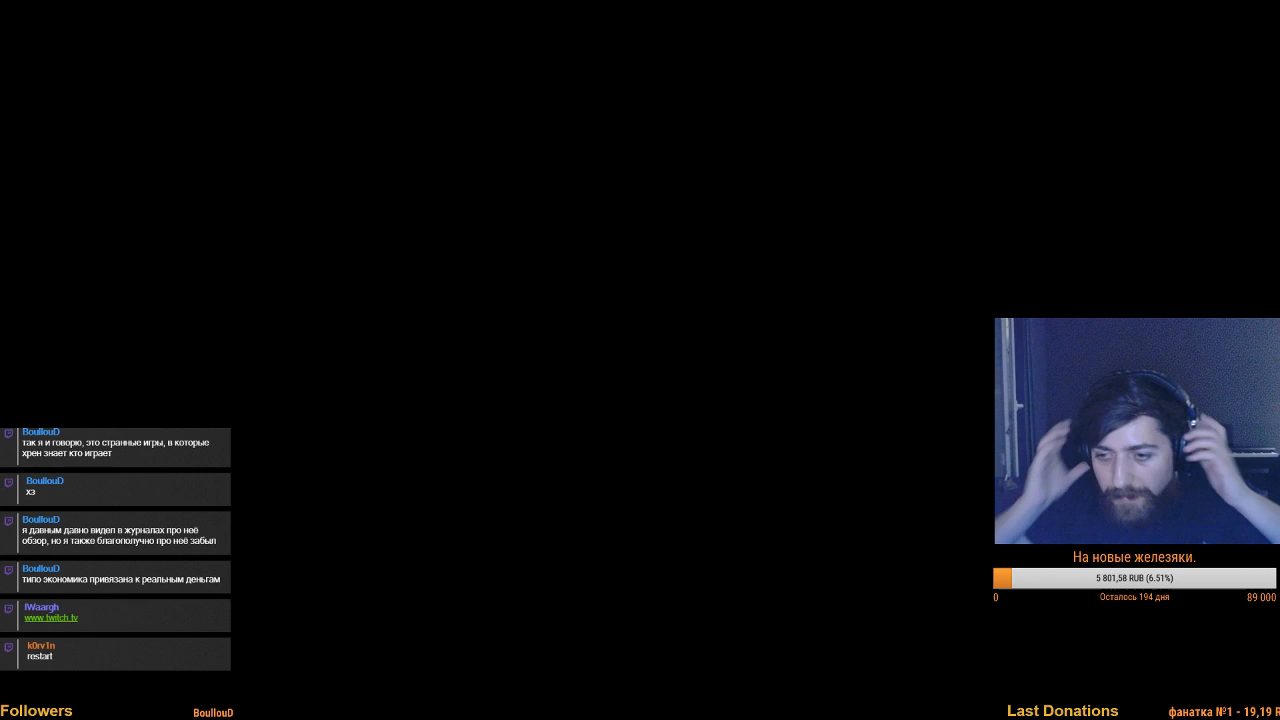 BoullouD
так я и говорю, это странные игры, в которые
хрен знает кто играет
BoullouD
хз
BoullouD
я давным давно видел в журналах про неё
обзор, но я также благополучно про неё забыл
BoullouD
типо экономика привязана к реальным деньгам
IWaargh
www.twitch.tv
k0rv1n
restart
На новые железяки.
5 801,58 RUB (6.51%)
0
Осталось 194 дня
89 000
Followers
BoullouD
Last Donations
фанатка №1 - 19,19 R